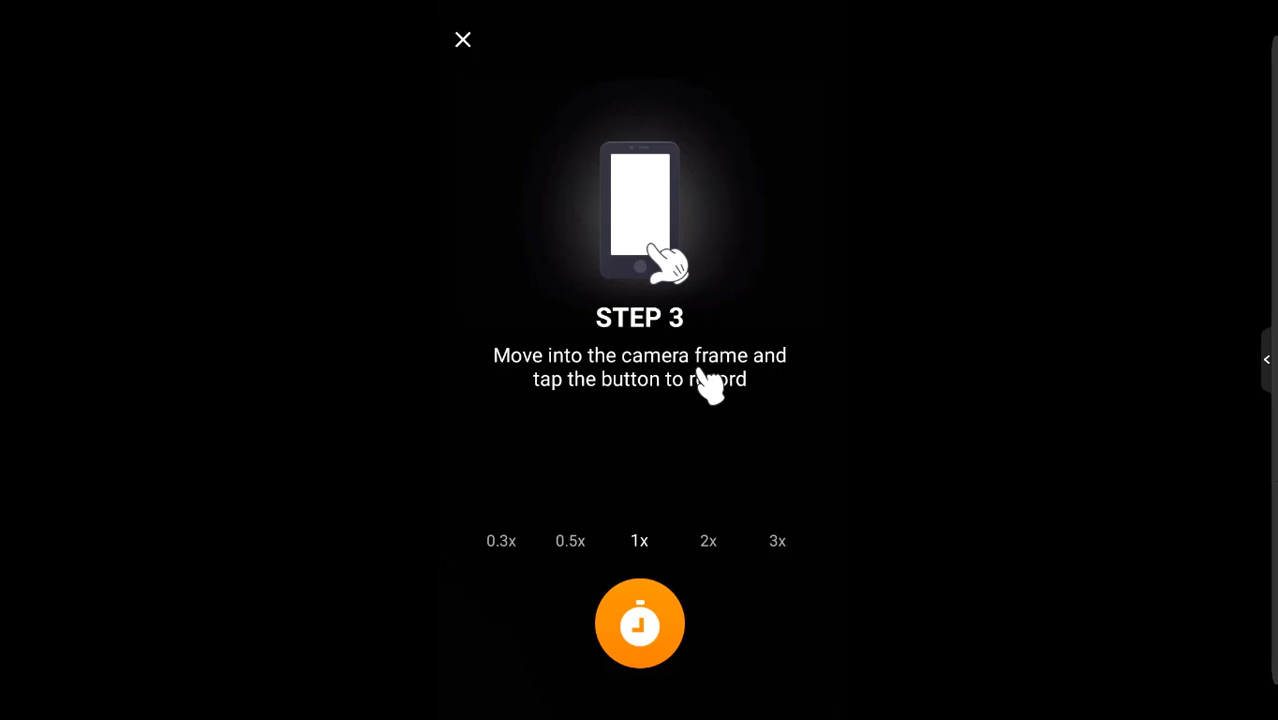 STEP 3
Move into the camera frame and
tap the button to record
0.3x 0.5x 1x 2x 3x